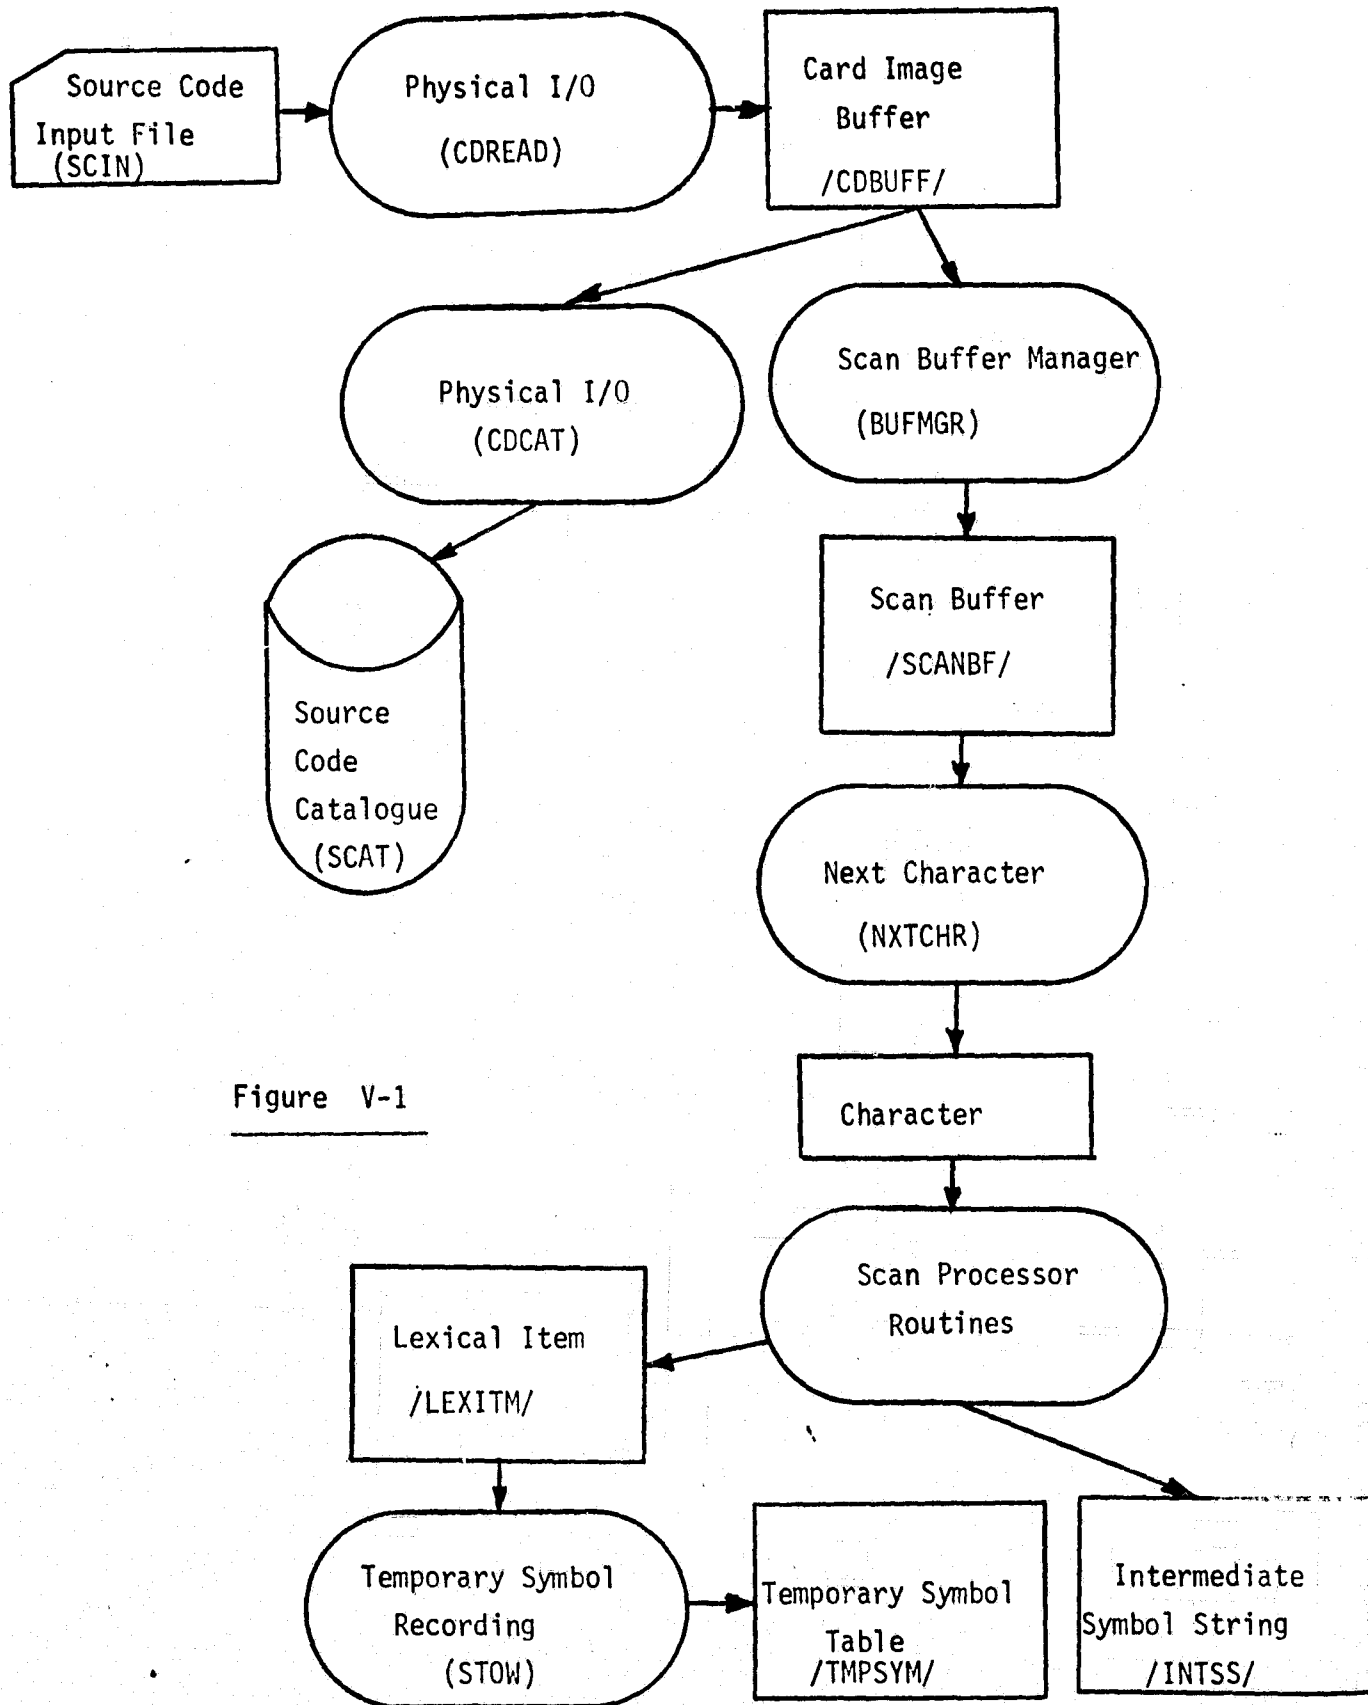 Source Code
Input File
(SCIN)
Physical I/O
(CDREAD)
Card Image
Buffer
/CDBUFF/
Physical I/O
(CDCAT)
Scan Buffer Manager
(BUFMGR)
Scan Buffer
/SCANBF/
Source
Code
Catalogue
(SCAT)
Next Character
(NXTCHR)
Figure V-1
Character
Scan Processor
Routines
Lexical Item
/LEXITM/
Temporary Symbol
Recording
(STOW)
Temporary Symbol
Table
/TMPSYM/
Intermediate
Symbol String
/INTSS/